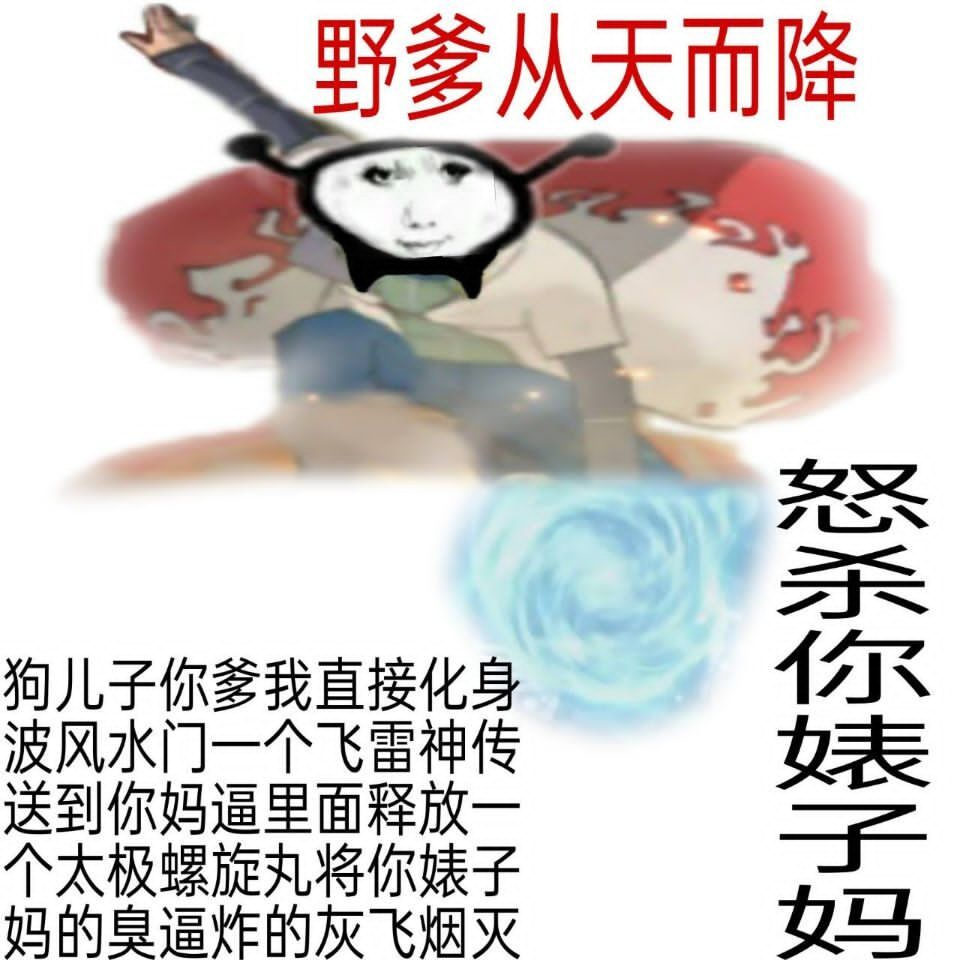 野爹从天而降
怒杀你婊子妈
狗儿子你爹我直接化身
波风水门一个飞雷神传
送到你妈逼里面释放一
个太极螺旋丸将你婊子
妈的臭逼炸的灰飞烟灭